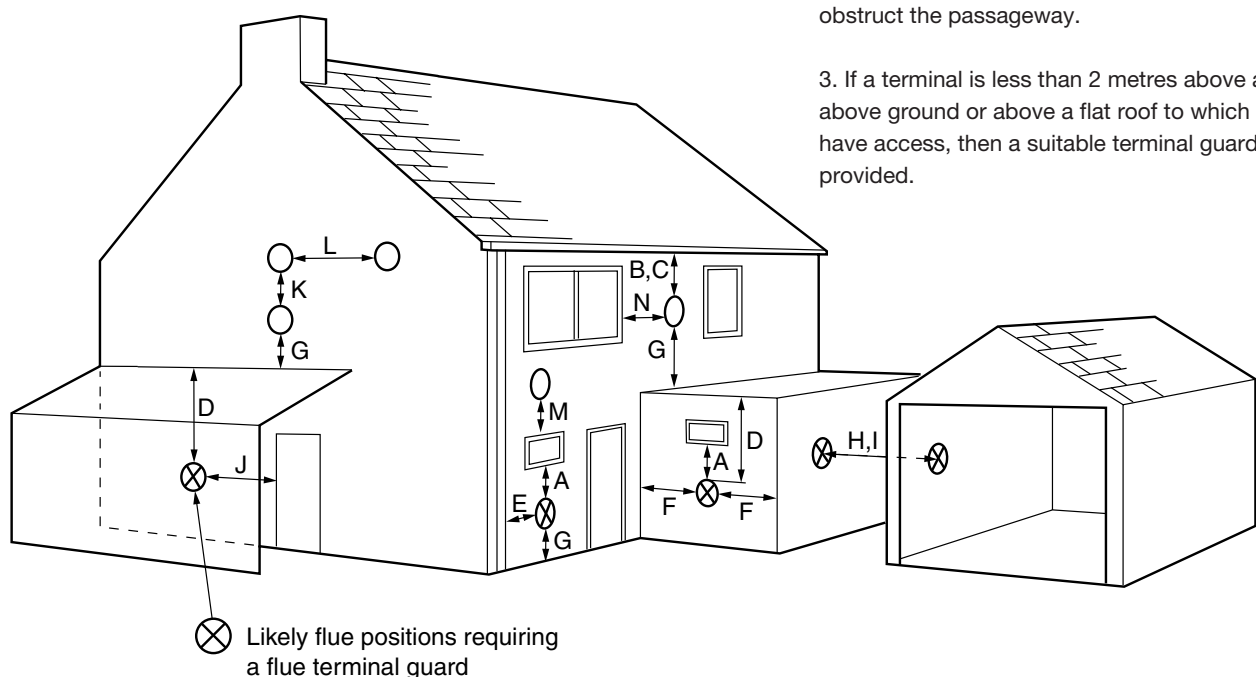 obstruct the passageway.
3. If a terminal is less than 2 metres above a
above ground or above a flat roof to which
have access, then a suitable terminal guard
provided.
L
B,C
K
N
G
G
D
M
D
H,I
J
A
A
E
F
F
G
Likely flue positions requiring
a flue terminal guard